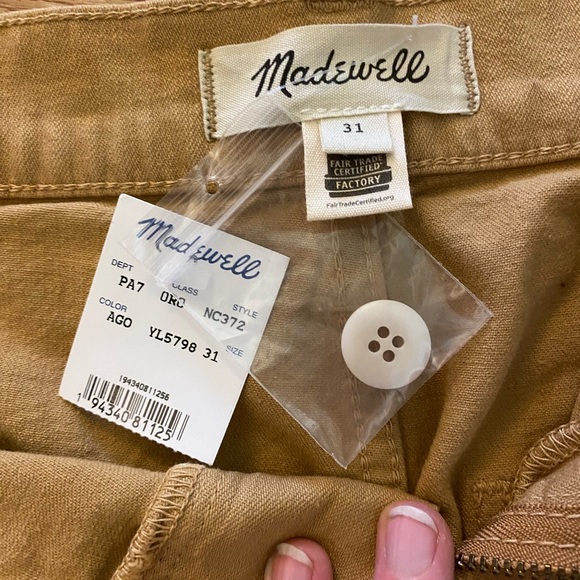 Madewell
31
FAIR TRADE
CERTIFIED
FACTORY
FairTradeCertified.org
Madewell
DEPT CLASS STYLE
PA7 NC372
COLOR SIZE
AGO YL5798 31
194340811256
1 94340 81125